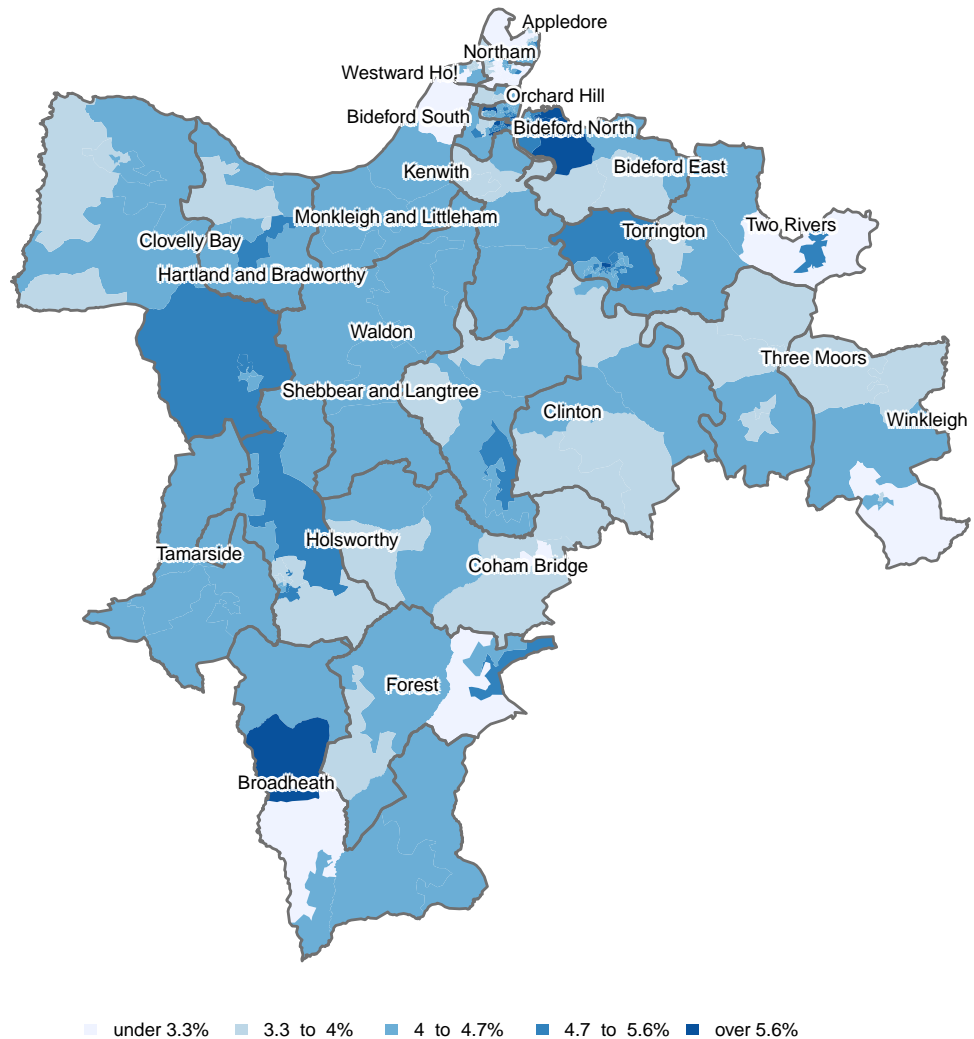 Appledore
Northam
Westward Ho!
Orchard Hill
Bideford South
Bideford North
Bideford East
Kenwith
Monkleigh and Littleham
Two Rivers
Torrington
Clovelly Bay
Hartland and Bradworthy
Waldon
Three Moors
Shebbear and Langtree
Clinton
Winkleigh
Holsworthy
Tamarside
Coham Bridge
Forest
Broadheath
under 3.3% 3.3 to 4% 4 to 4.7% 4.7 to 5.6% over 5.6%